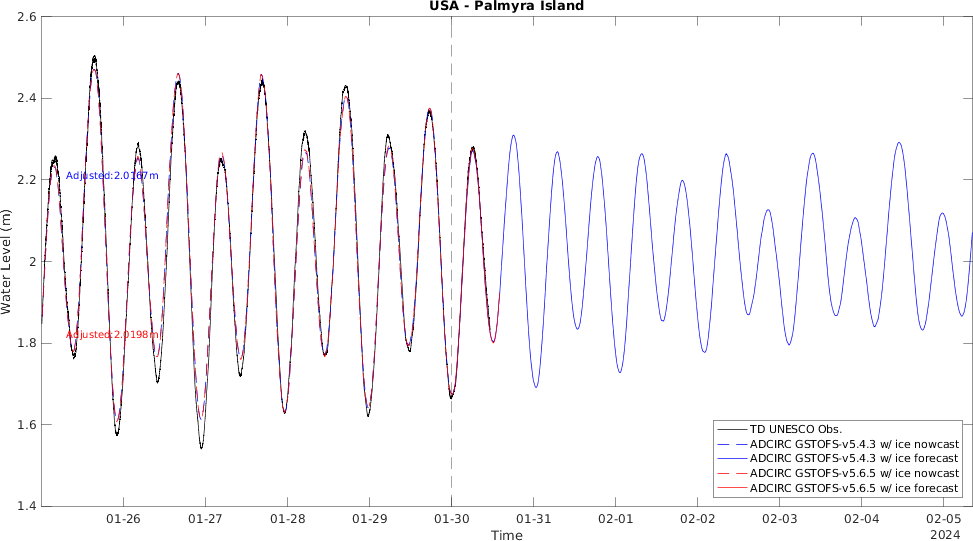 USA - Palmyra Island
2.6
2.4
2.2
2
1.8
1.6
1.4
Water Level (m)
Adjusted:2.0167m
Adjusted:2.0198m
TD UNESCO Obs.
ADCIRC GSTOFS-v5.4.3 w/ ice nowcast
ADCIRC GSTOFS-v5.4.3 w/ ice forecast
ADCIRC GSTOFS-v5.6.5 w/ ice nowcast
ADCIRC GSTOFS-v5.6.5 w/ ice forecast
01-26 01-27 01-28 01-29 01-30 01-31 02-01 02-02 02-03 02-04 02-05
Time
2024